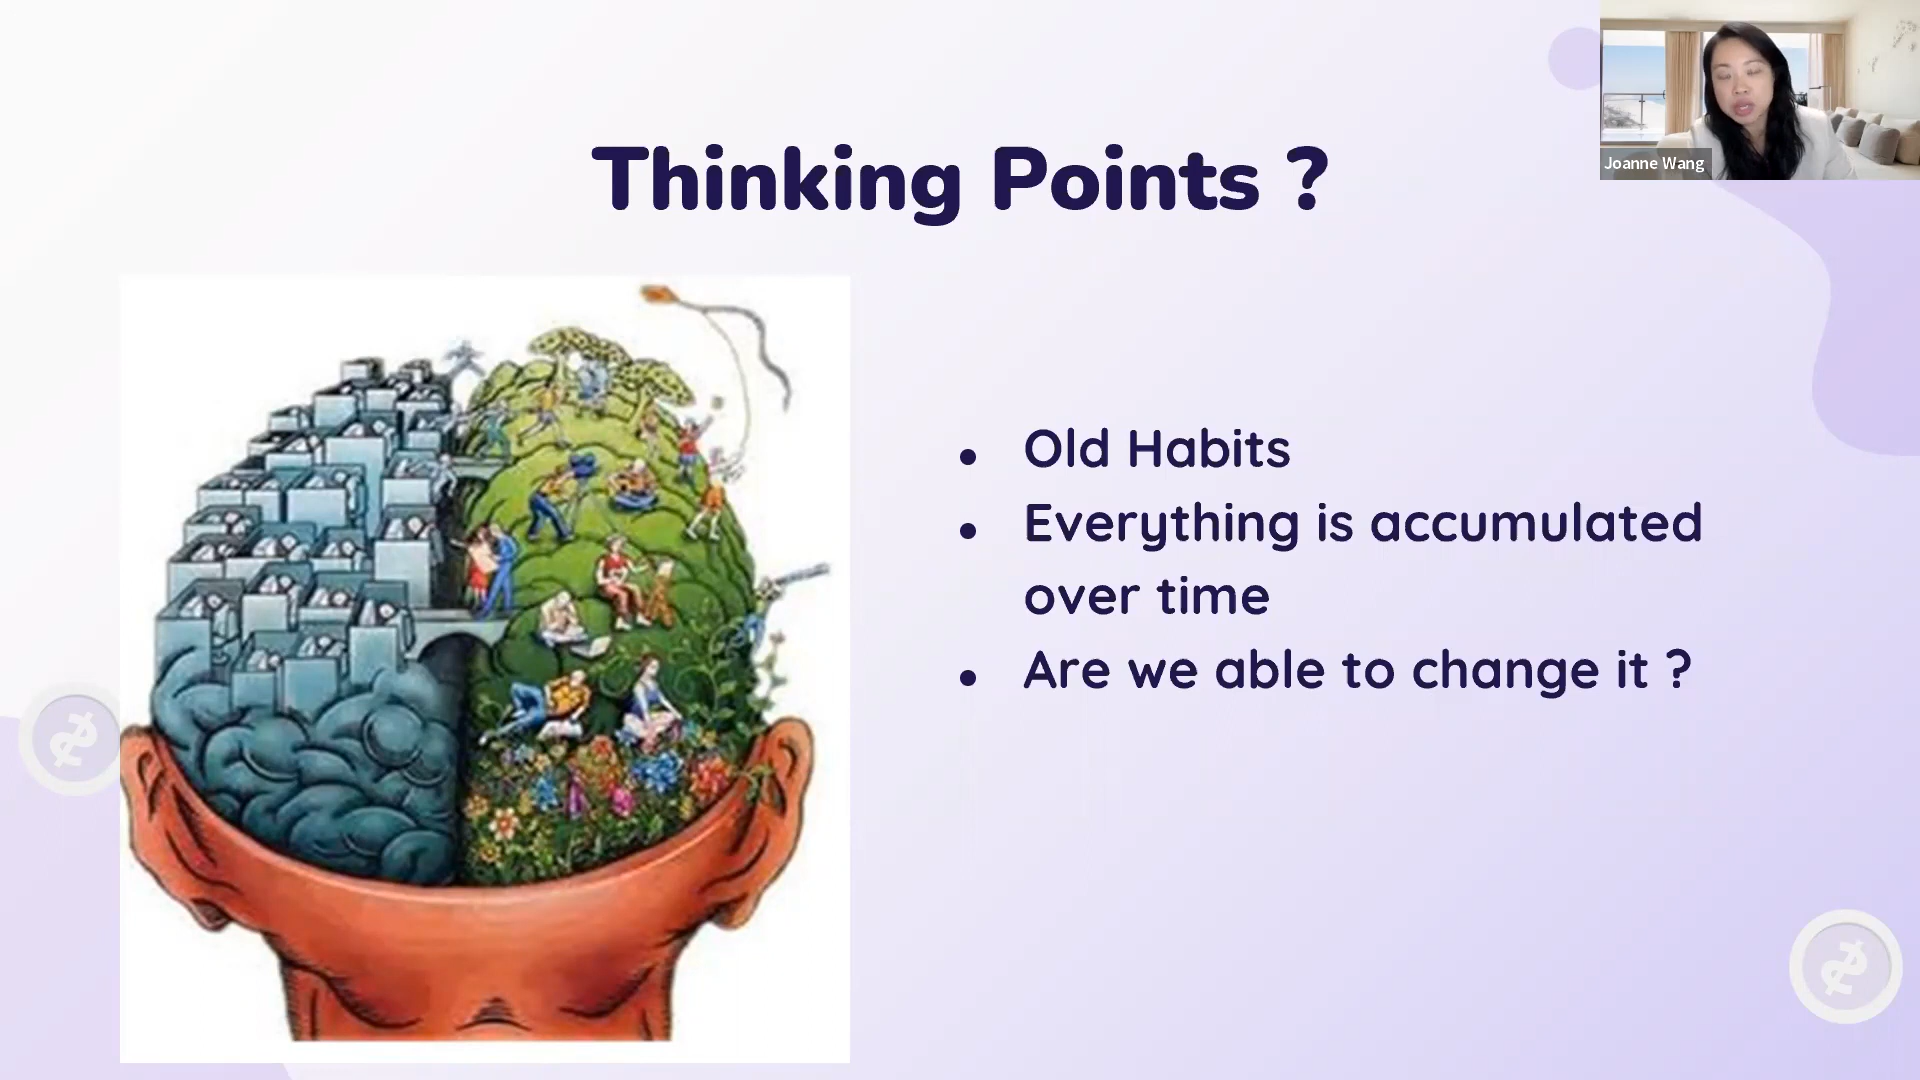 Thinking Points ?
Joanne Wang
• Old Habits
• Everything is accumulated
over time
• Are we able to change it ?